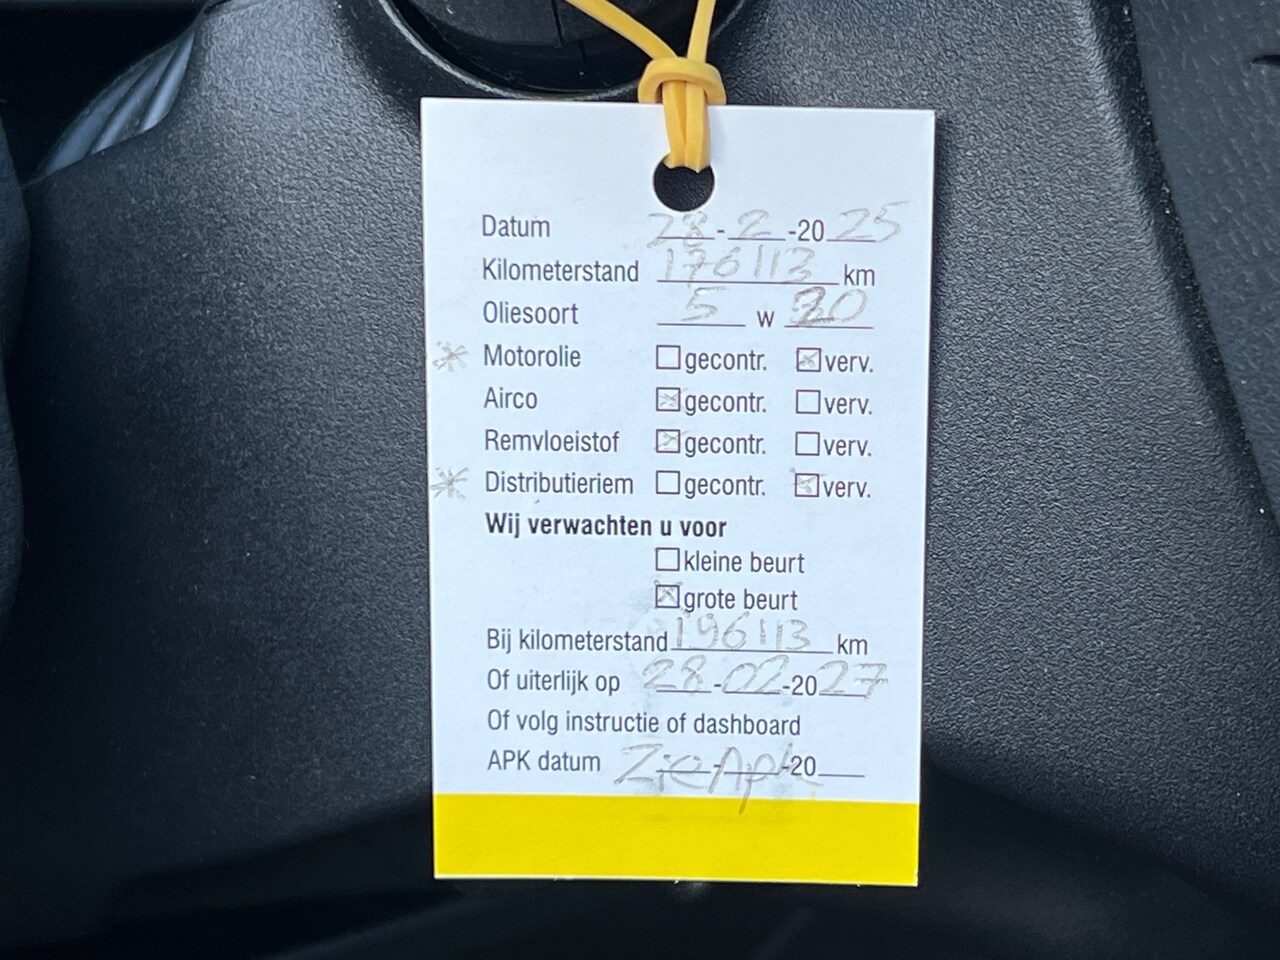 Datum 28-2-2025
Kilometerstand 176113 km
Oliesoort 5 w
* Motorolie ☐ gecontr. ☒ verv.
Airco ☒ gecontr. ☐ verv.
Remvloeistof ☒ gecontr. ☐ verv.
* Distributieriem ☐ gecontr. ☒ verv.
Wij verwachten u voor
☐ kleine beurt
☒ grote beurt
Bij kilometerstand 196113 km
Of uiterlijk op 28-02-2027
Of volg instructie of dashboard
APK datum Zie Apk -20